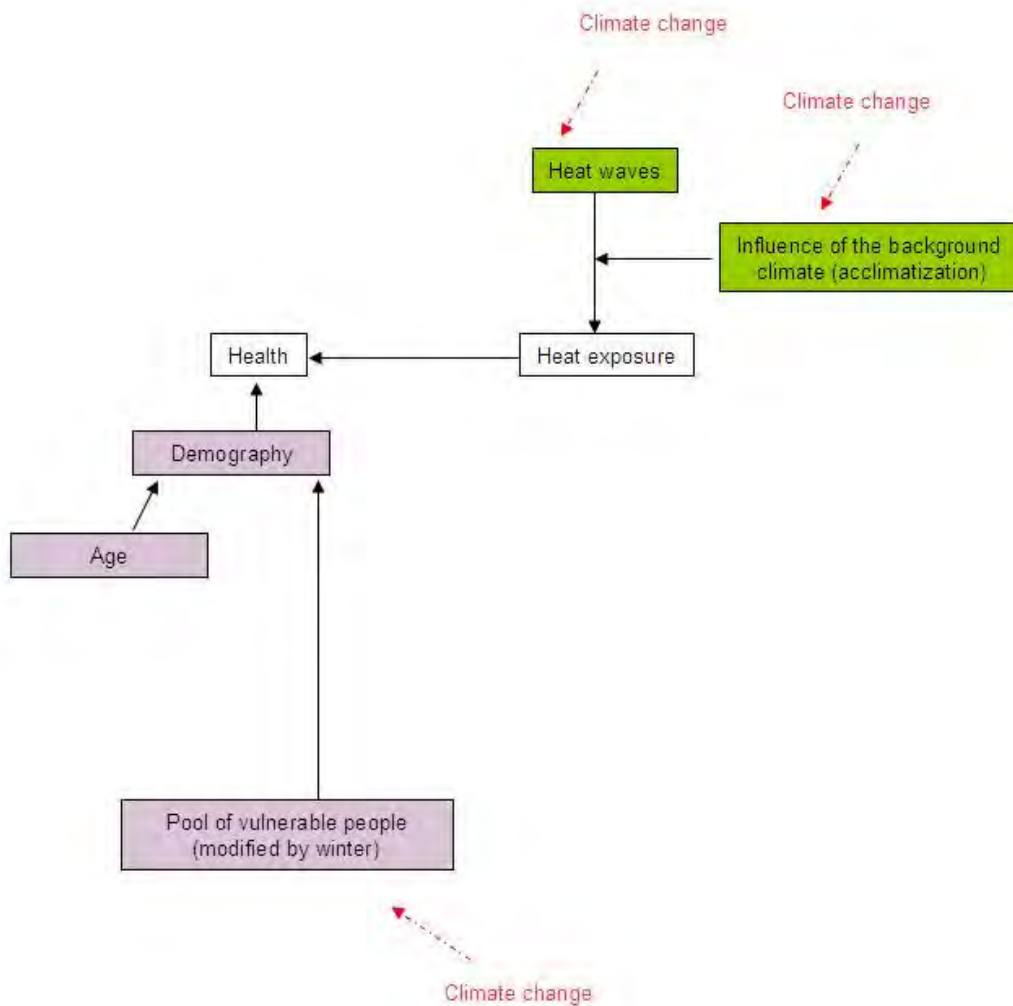 Climate change
Climate change
Heat waves
Influence of the background
climate (acclimatization)
Health
Heat exposure
Demography
Age
Pool of vulnerable people
(modified by winter)
Climate change